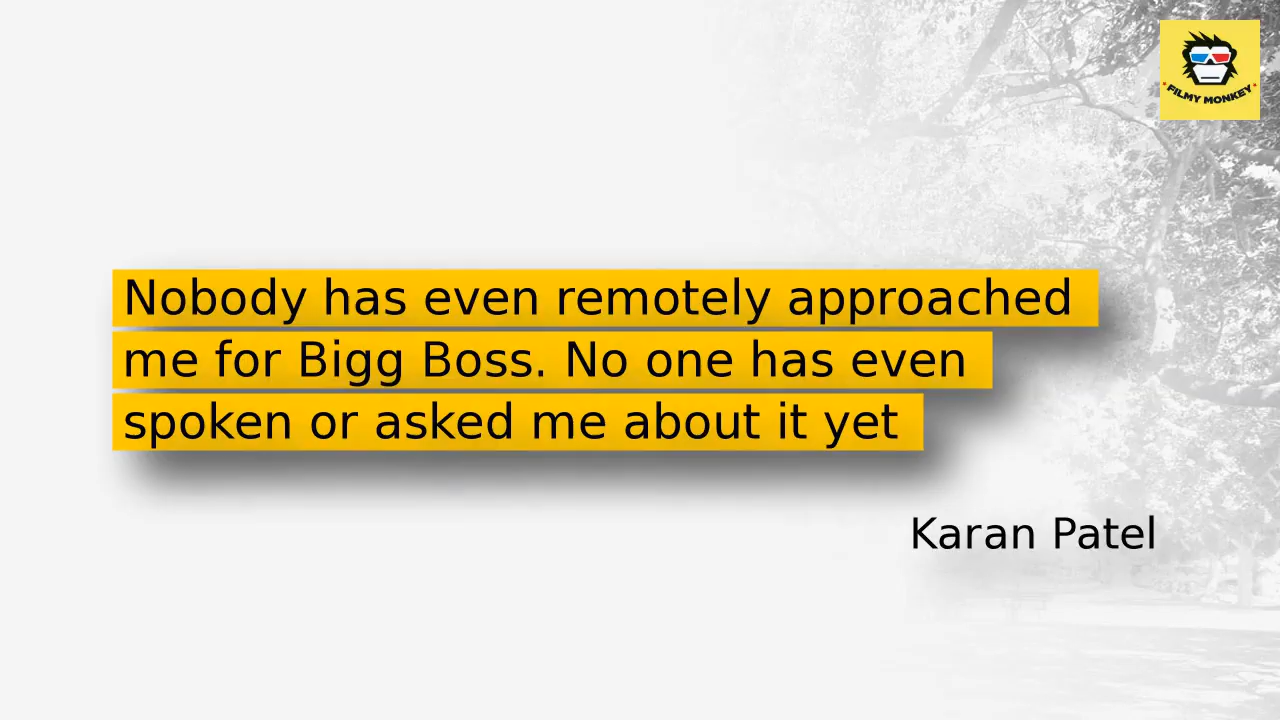 FILMY MONKEY
Nobody has even remotely approached
me for Bigg Boss. No one has even
spoken or asked me about it yet
Karan Patel